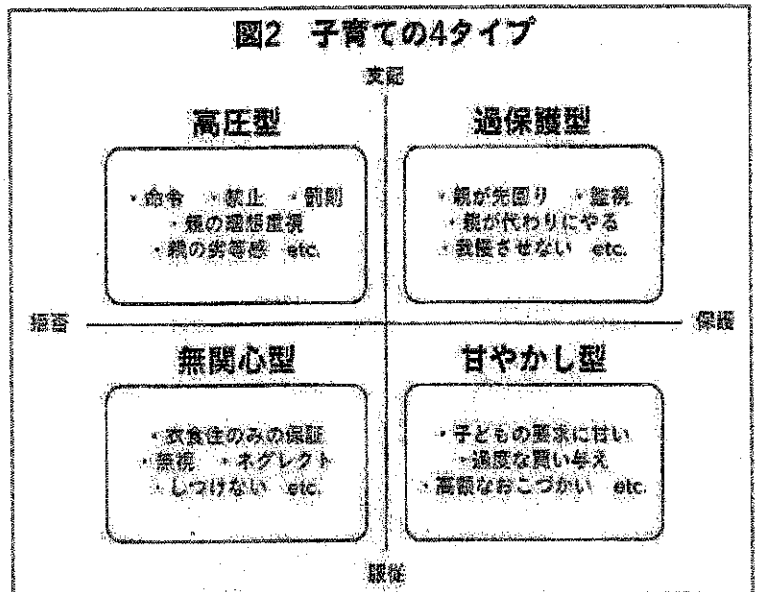 図2 子育ての4タイプ
支配
高圧型
・命令 ・禁止 ・罰則
・親の理想重視
・親の劣等感 etc.
過保護型
・親が先回り ・監視
・親が代わりにやる
・我慢させない etc.
拒否
保護
無関心型
・衣食住のみの保証
・無視 ・ネグレクト
・しつけない etc.
甘やかし型
・子どもの要求に甘い
・過度な買い与え
・高額なおこづかい etc.
服従